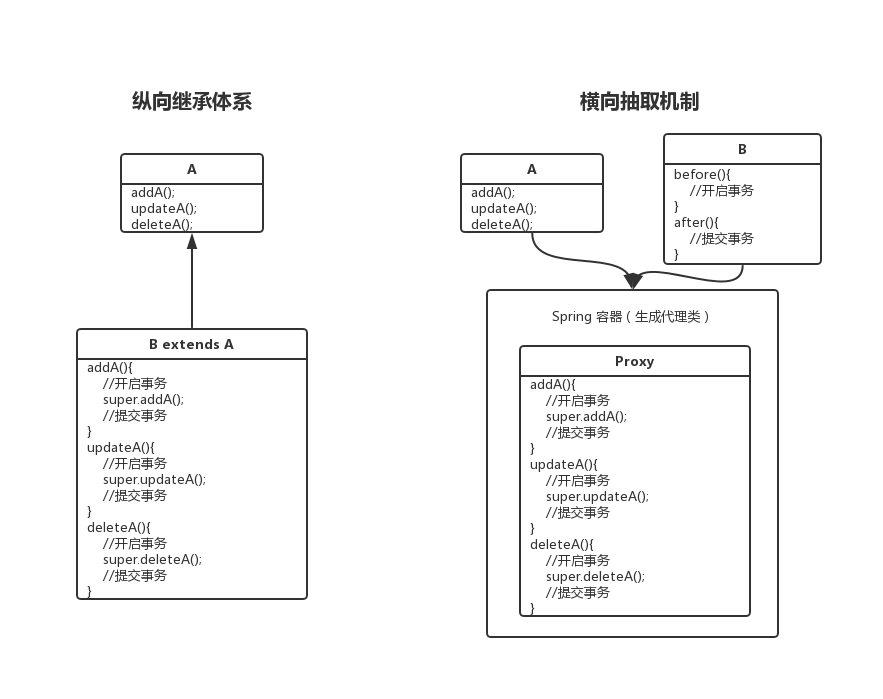 纵向继承体系
A
addA();
updateA();
deleteA();
B extends A
addA(){
//开启事务
super.addA();
//提交事务
}
updateA(){
//开启事务
super.updateA();
//提交事务
}
deleteA(){
//开启事务
super.deleteA();
//提交事务
}
横向抽取机制
A
addA();
updateA();
deleteA();
B
before(){
//开启事务
}
after(){
//提交事务
}
Spring 容器（生成代理类）
Proxy
addA(){
//开启事务
super.addA();
//提交事务
}
updateA(){
//开启事务
super.updateA();
//提交事务
}
deleteA(){
//开启事务
super.deleteA();
//提交事务
}